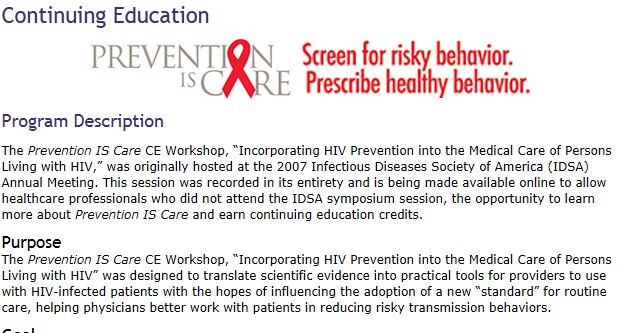 Continuing Education
PREVENTION
IS CARE
Screen for risky behavior.
Prescribe healthy behavior.
Program Description
The Prevention IS Care CE Workshop, “Incorporating HIV Prevention into the Medical Care of Persons
Living with HIV,” was originally hosted at the 2007 Infectious Diseases Society of America (IDSA)
Annual Meeting. This session was recorded in its entirety and is being made available online to allow
healthcare professionals who did not attend the IDSA symposium session, the opportunity to learn
more about Prevention IS Care and earn continuing education credits.
Purpose
The Prevention IS Care CE Workshop, “Incorporating HIV Prevention into the Medical Care of Persons
Living with HIV” was designed to translate scientific evidence into practical tools for providers to use
with HIV-infected patients with the hopes of influencing the adoption of a new “standard” for routine
care, helping physicians better work with patients in reducing risky transmission behaviors.